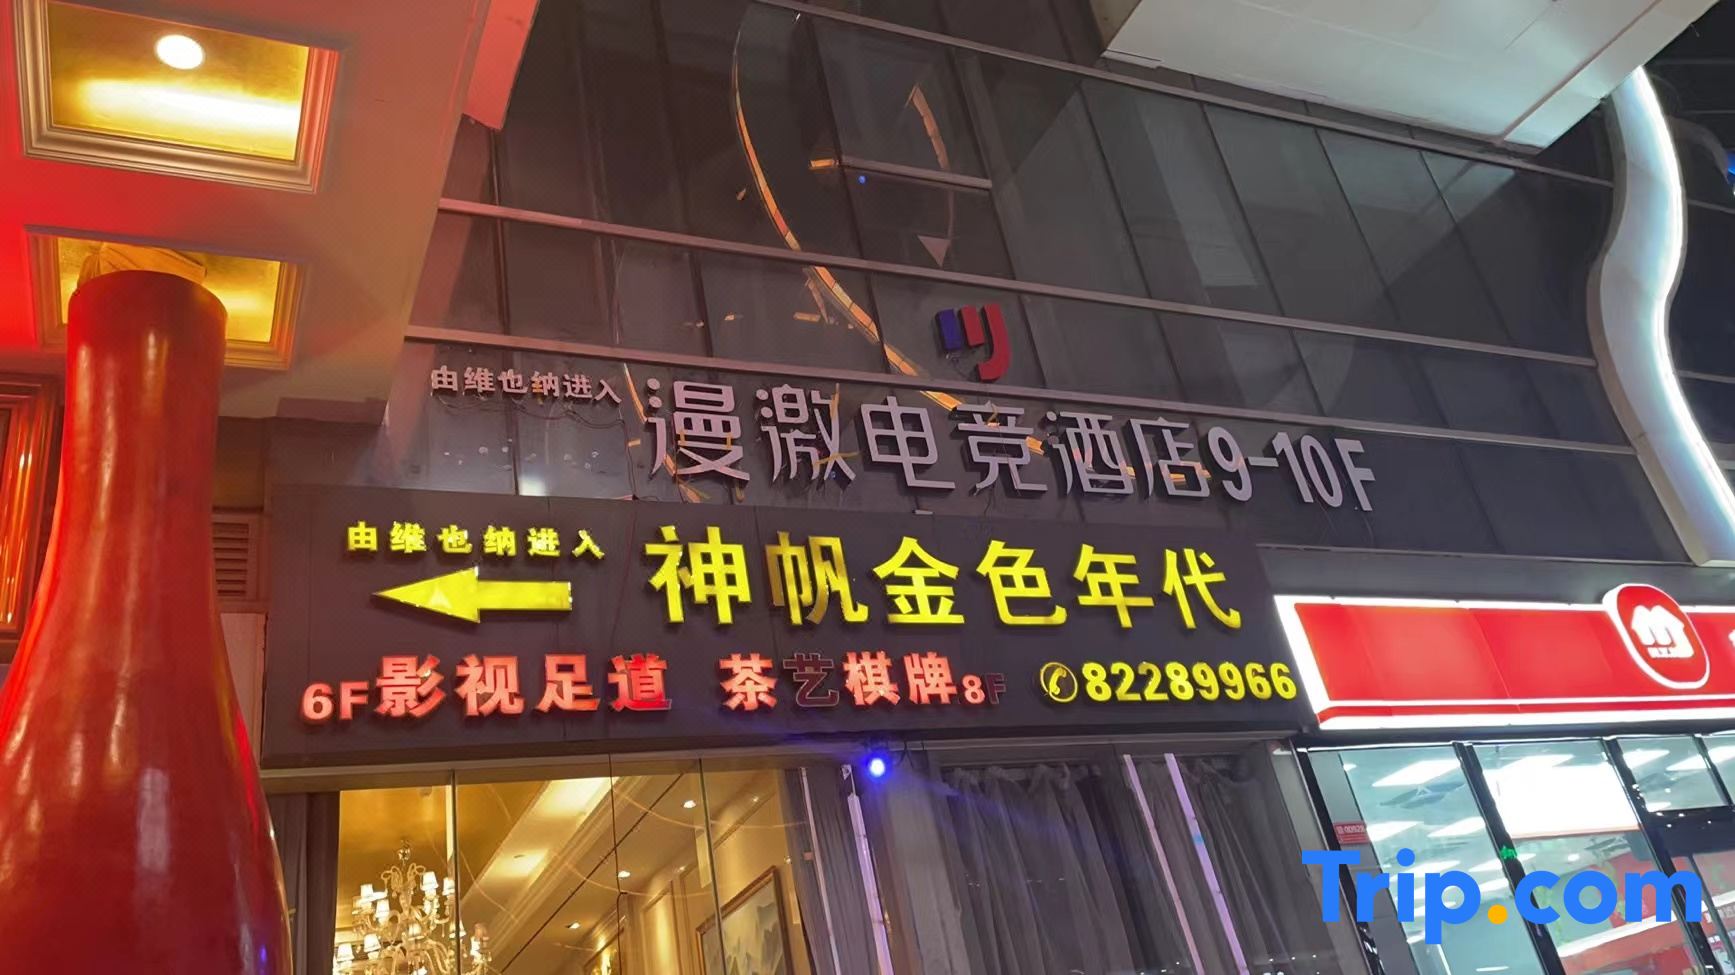 由维也纳进入
漫激电竞酒店9-10F
由维也纳进入
神帆金色年代
6F影视足道 茶艺棋牌8F
82289966
Trip.com